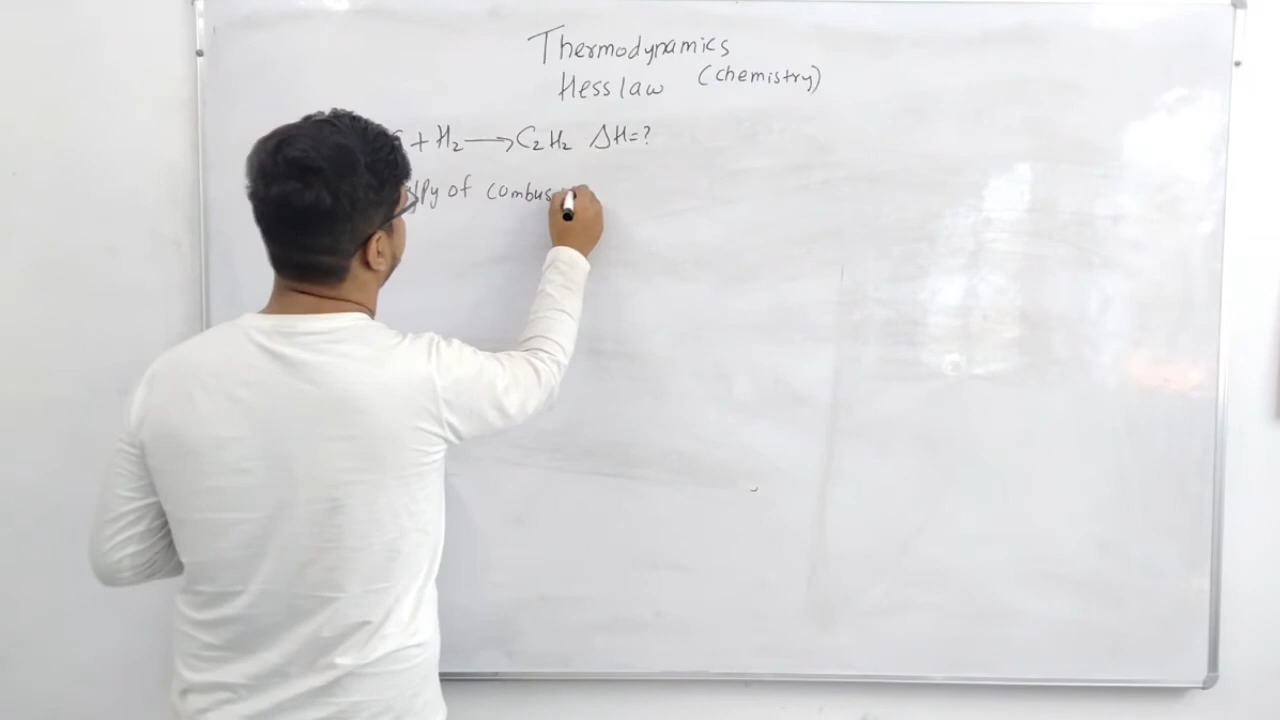 Thermodynamics
Hess law (chemistry)
+ H₂ ⟶ C₂H₂ ΔH=?
of combus